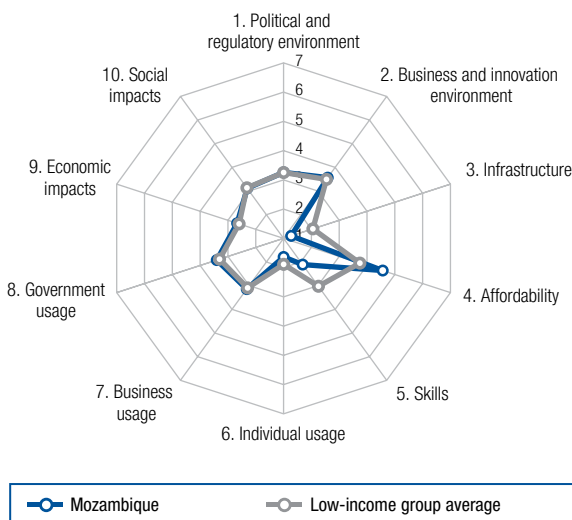 1. Political and
regulatory environment
2. Business and innovation
environment
3. Infrastructure
4. Affordability
5. Skills
6. Individual usage
7. Business
usage
8. Government
usage
9. Economic
impacts
10. Social
impacts
7
6
5
4
3
2
1
Mozambique
Low-income group average